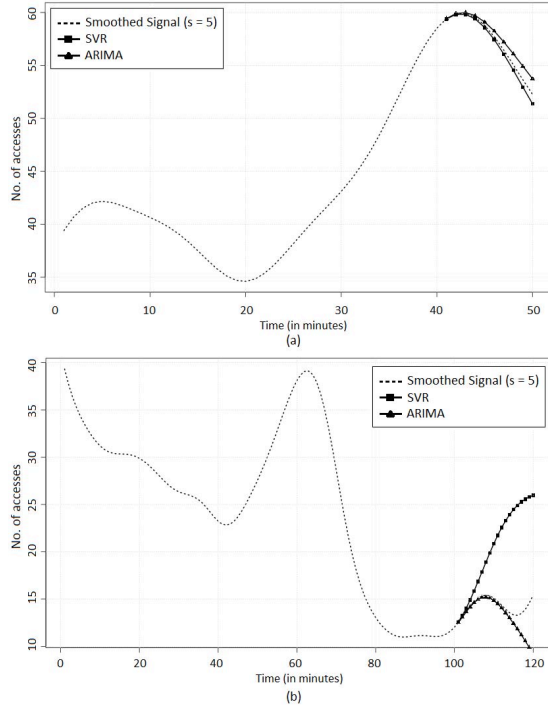 Smoothed Signal (s = 5)
SVR
ARIMA
60
55
50
45
40
35
No. of accesses
0 10 20 30 40 50
Time (in minutes)
(a)
Smoothed Signal (s = 5)
SVR
ARIMA
40
35
30
25
20
15
10
No. of accesses
0 20 40 60 80 100 120
Time (in minutes)
(b)